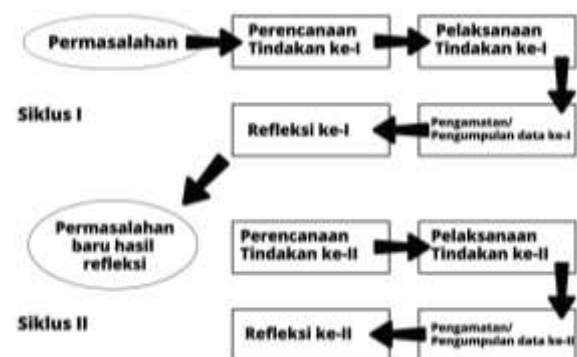 Permasalahan
Perencanaan
Tindakan ke-I
Pelaksanaan
Tindakan ke-I
Siklus I
Refleksi ke-I
Pengamatan/
Pengumpulan data ke-I
Permasalahan
baru hasil
refleksi
Perencanaan
Tindakan ke-II
Pelaksanaan
Tindakan ke-II
Siklus II
Refleksi ke-II
Pengamatan/
Pengumpulan data ke-II